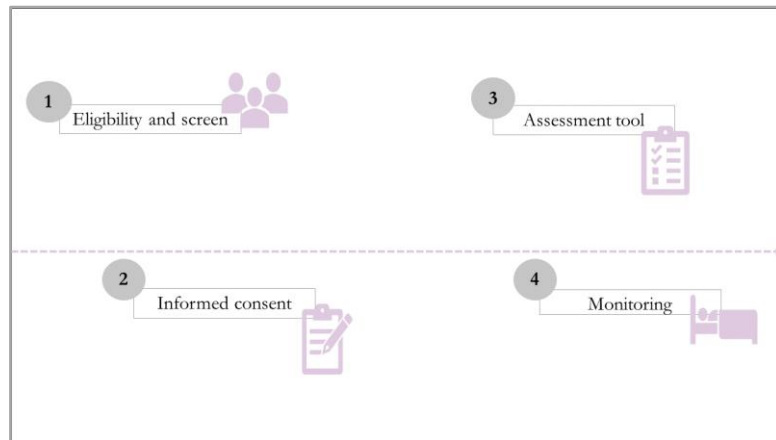 1
Eligibility and screen
2
Informed consent
3
Assessment tool
4
Monitoring